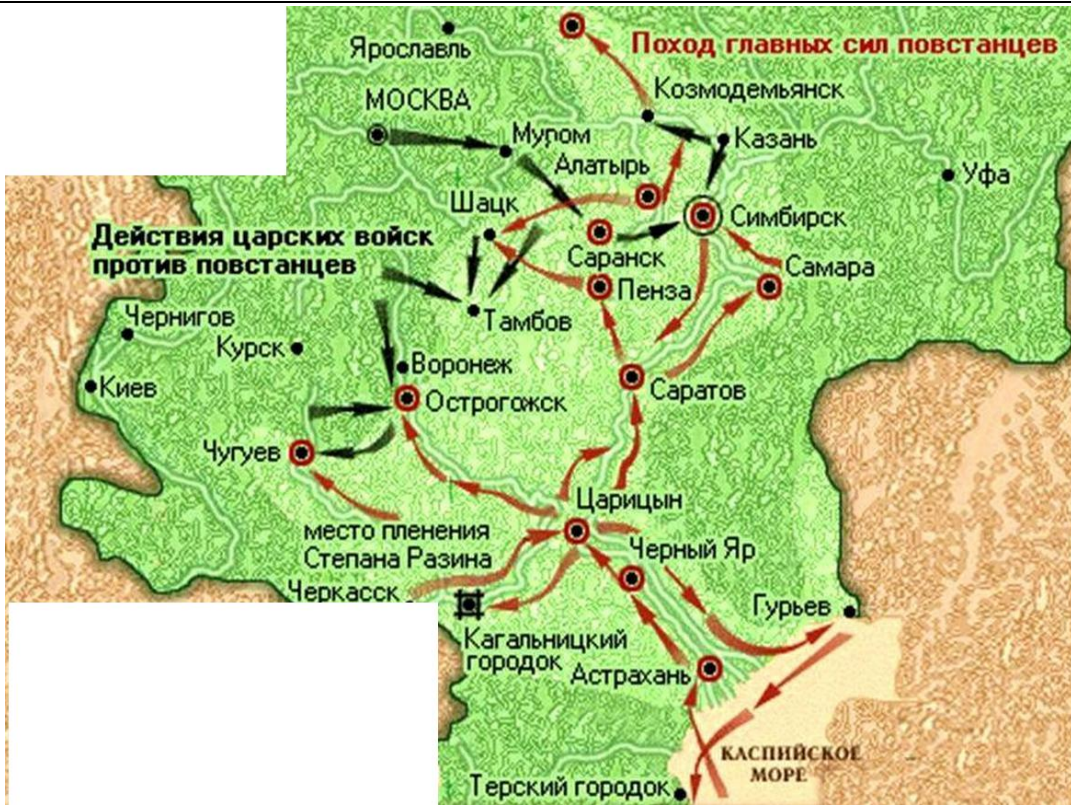 Ярославль
Поход главных сил повстанцев
Козмодемьянск
МОСКВА
Муром
Казань
Алатырь
Уфа
Шацк
Симбирск
Действия царских войск
против повстанцев
Саранск
Самара
Пенза
Чернигов
Тамбов
Курск
Воронеж
Киев
Саратов
Острогожск
Чугуев
Царицын
место пленения
Степана Разина
Черный Яр
Черкасск
Гурьев
Кагальницкий
городок
Астрахань
КАСПИЙСКОЕ
МОРЕ
Терский городок